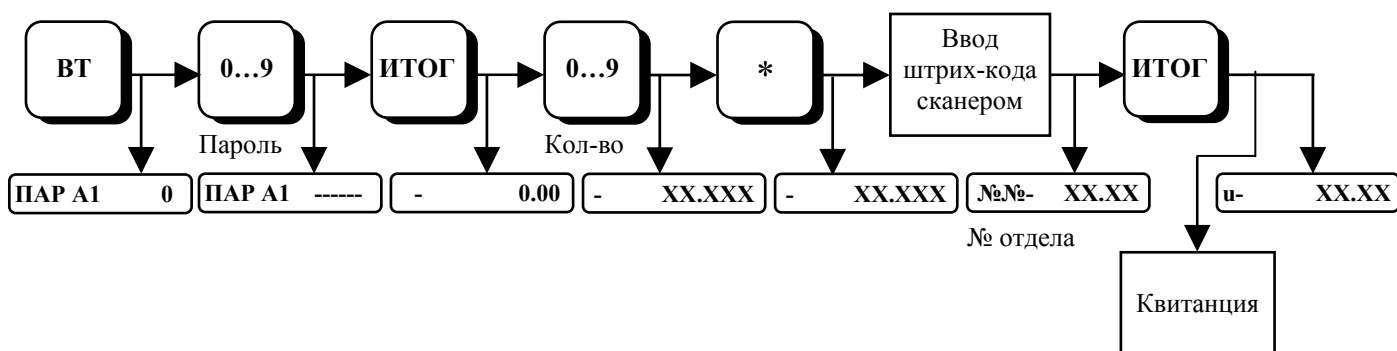 ВТ
0...9
ИТОГ
0...9
*
Ввод
штрих-кода
сканером
ИТОГ
Пароль
Кол-во
ПАР А1 0
ПАР А1 ------
- 0.00
- XX.XXX
- XX.XXX
№№- XX.XX
u- XX.XX
№ отдела
Квитанция